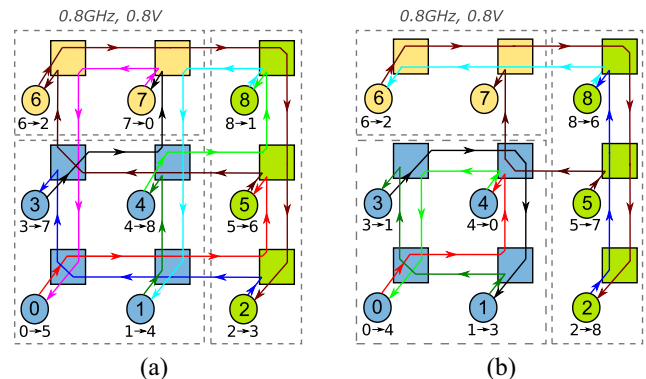 0.8GHz, 0.8V
6 7 8
6→2 7→0 8→1
3 4 5
3→7 4→8 5→6
0 1 2
0→5 1→4 2→3
(a)
0.8GHz, 0.8V
6 7 8
6→2 8→6
3 4 5
3→1 4→0 5→7
0 1 2
0→4 1→3 2→8
(b)